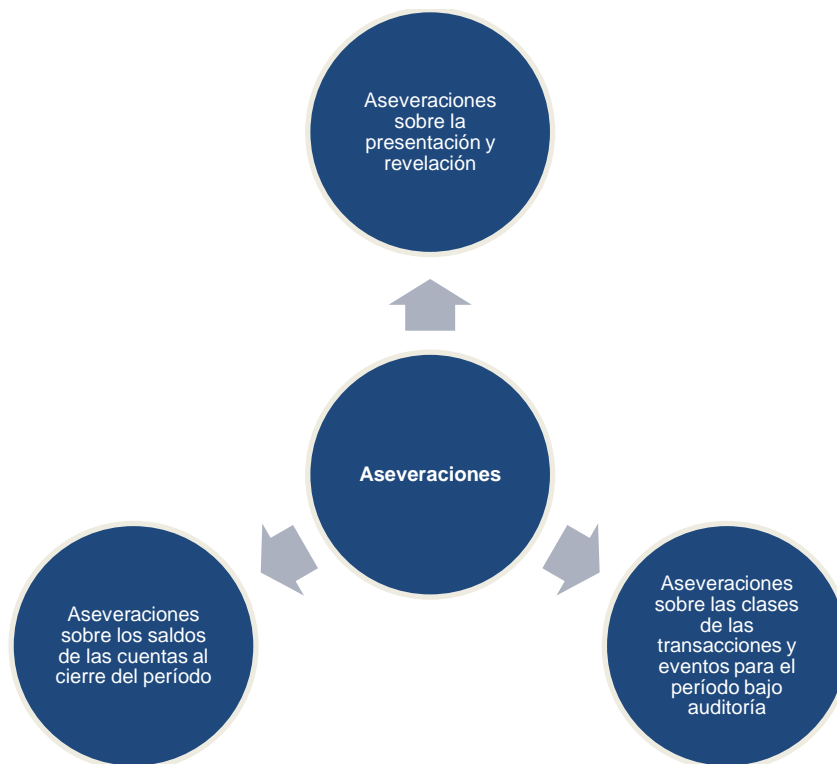 Aseveraciones
sobre la
presentación y
revelación
Aseveraciones
Aseveraciones
sobre los saldos
de las cuentas al
cierre del período
Aseveraciones
sobre las clases
de las
transacciones y
eventos para el
período bajo
auditoría